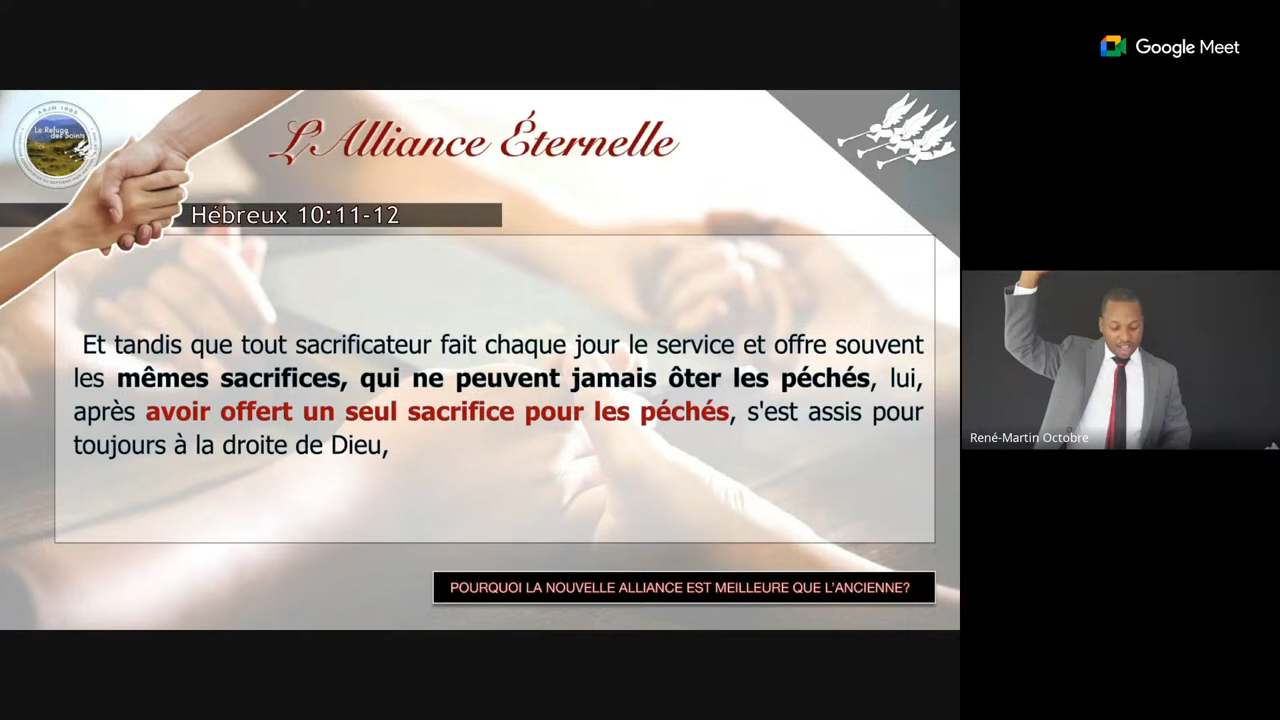 Google Meet
Le Refuge
des Saints
L'Alliance Éternelle
Hébreux 10:11-12
Et tandis que tout sacrificateur fait chaque jour le service et offre souvent
les mêmes sacrifices, qui ne peuvent jamais ôter les péchés, lui,
après avoir offert un seul sacrifice pour les péchés, s'est assis pour
toujours à la droite de Dieu,
René-Martin Octobre
POURQUOI LA NOUVELLE ALLIANCE EST MEILLEURE QUE L'ANCIENNE?